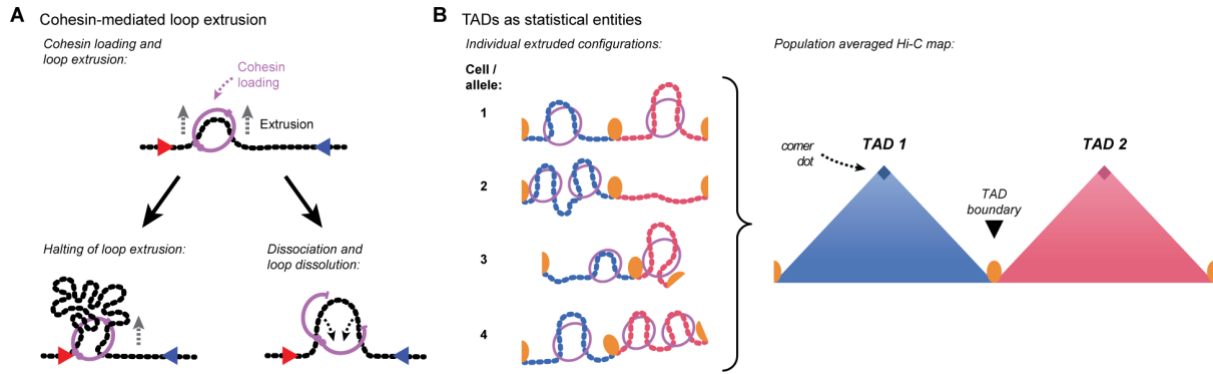 A Cohesin-mediated loop extrusion
Cohesin loading and
loop extrusion:
Cohesin
loading
Extrusion
Halting of loop extrusion:
Dissociation and
loop dissolution:
B TADs as statistical entities
Individual extruded configurations:
Cell /
allele:
1
2
3
4
Population averaged Hi-C map:
corner
dot
TAD 1
TAD 2
TAD
boundary